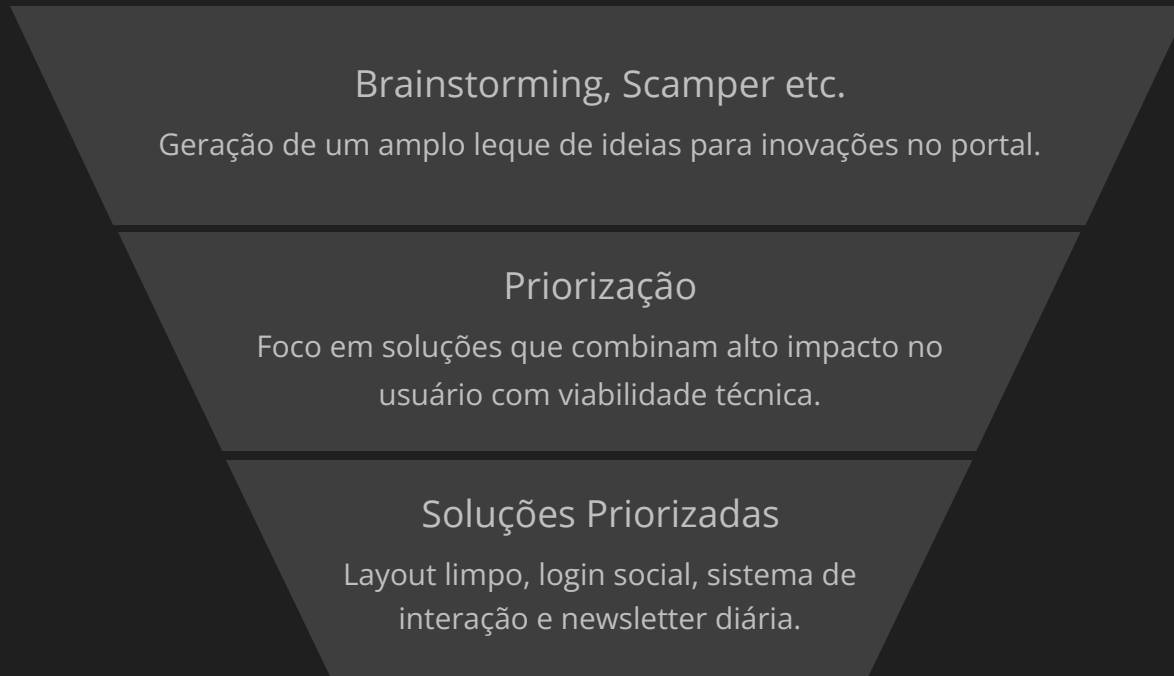 Brainstorming, Scamper etc.
Geração de um amplo leque de ideias para inovações no portal.
Priorização
Foco em soluções que combinam alto impacto no
usuário com viabilidade técnica.
Soluções Priorizadas
Layout limpo, login social, sistema de
interação e newsletter diária.